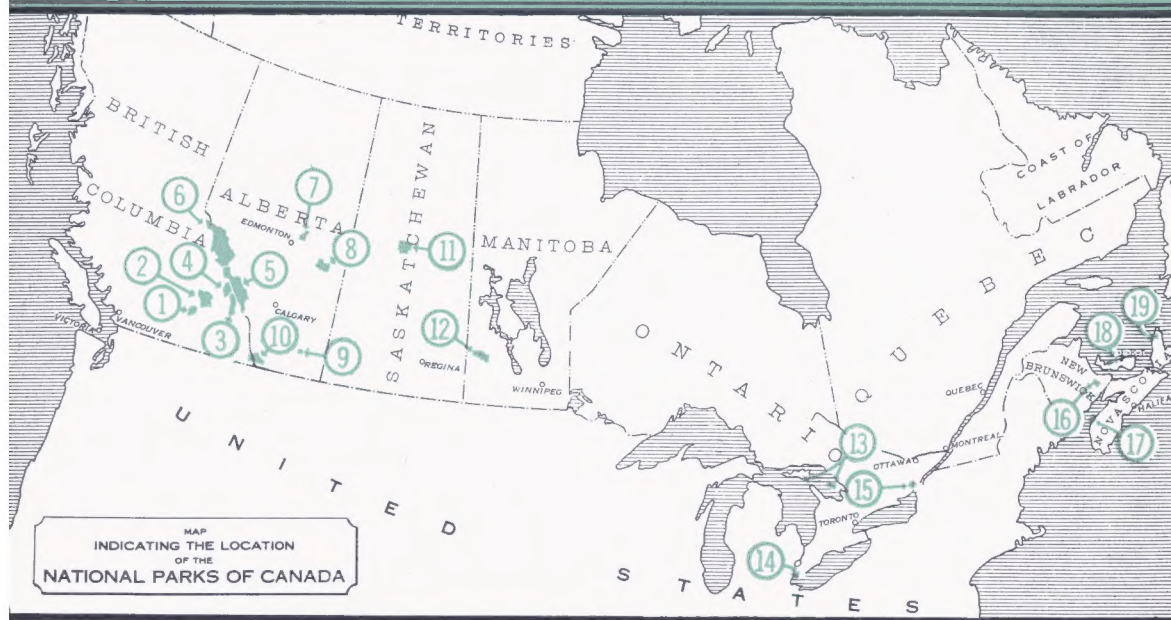 TERRITORIES
BRITISH
COLUMBIA
ALBERTA
SASKATCHEWAN
MANITOBA
ONTARIO
QUEBEC
COAST OF
LABRADOR
NEW
BRUNSWICK
NOVA SCO
EDMONTON
CALGARY
VICTORIA
VANCOUVER
REGINA
WINNIPEG
QUEBEC
MONTREAL
OTTAWA
TORONTO
HALIFA
UNITED
STATES
1
2
3
4
5
6
7
8
9
10
11
12
13
14
15
16
17
18
19
MAP
INDICATING THE LOCATION
OF THE
NATIONAL PARKS OF CANADA